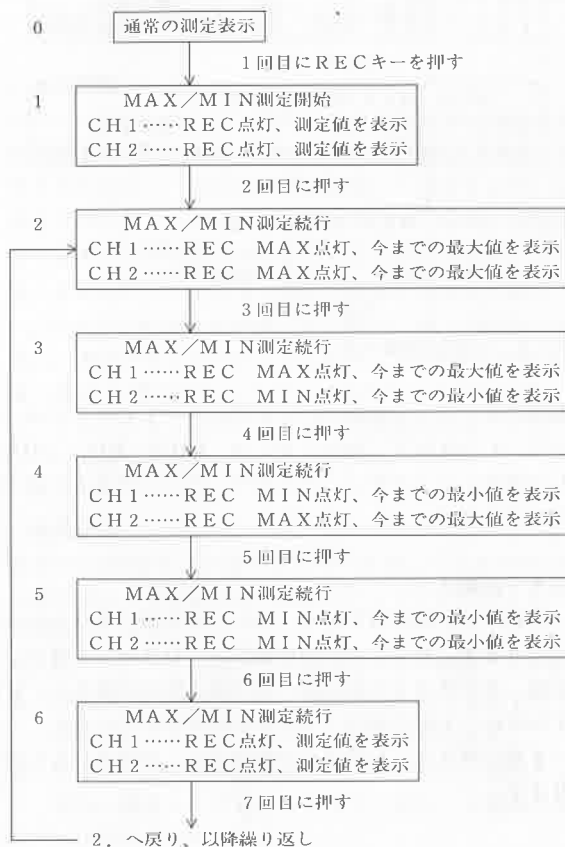 0 通常の測定表示
1回目にRECキーを押す
1 MAX/MIN測定開始
CH1……REC点灯、測定値を表示
CH2……REC点灯、測定値を表示
2回目に押す
2 MAX/MIN測定続行
CH1……REC MAX点灯、今までの最大値を表示
CH2……REC MAX点灯、今までの最大値を表示
3回目に押す
3 MAX/MIN測定続行
CH1……REC MAX点灯、今までの最大値を表示
CH2……REC MIN点灯、今までの最小値を表示
4回目に押す
4 MAX/MIN測定続行
CH1……REC MIN点灯、今までの最小値を表示
CH2……REC MAX点灯、今までの最大値を表示
5回目に押す
5 MAX/MIN測定続行
CH1……REC MIN点灯、今までの最小値を表示
CH2……REC MIN点灯、今までの最小値を表示
6回目に押す
6 MAX/MIN測定続行
CH1……REC点灯、測定値を表示
CH2……REC点灯、測定値を表示
7回目に押す
2.へ戻り、以降繰り返し